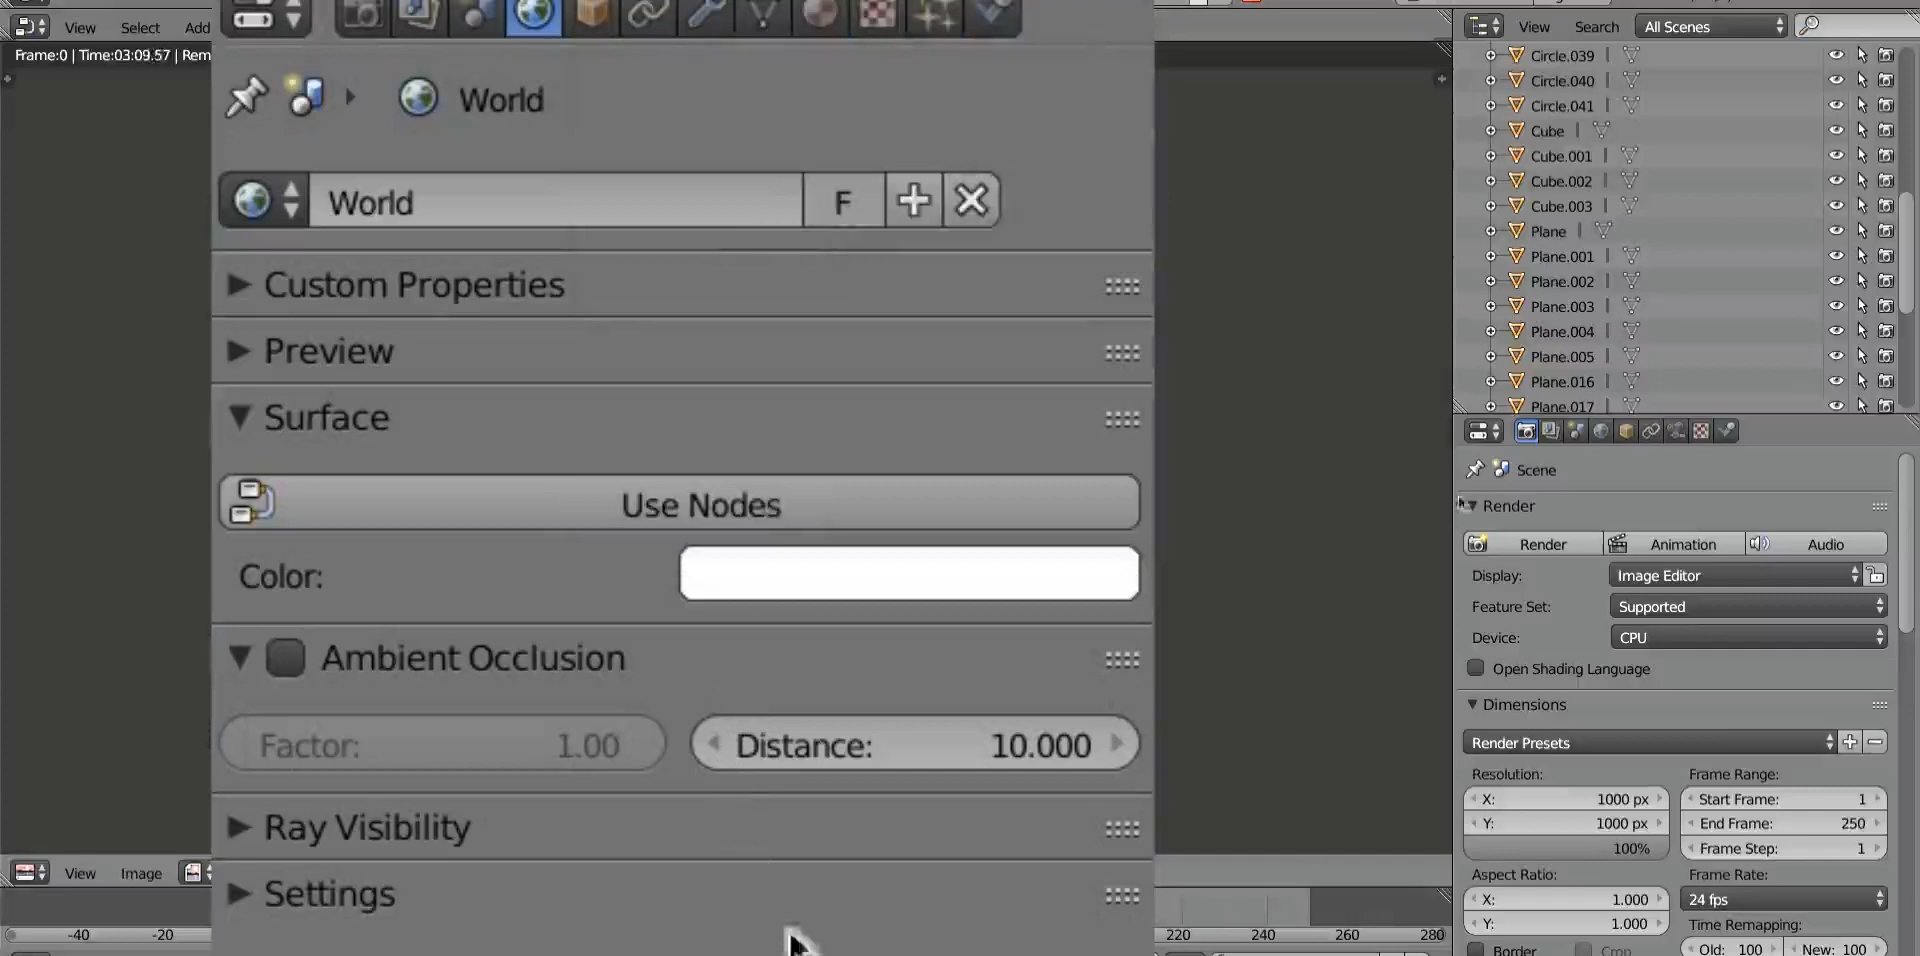 View Select Add
Frame:0 | Time:03:09.57 | Rem
World
World F
Custom Properties
Preview
Surface
Use Nodes
Color:
Ambient Occlusion
Factor: 1.00 Distance: 10.000
Ray Visibility
Settings
View Image
-40 -20
220 240 260 280
View Search All Scenes
Circle.039
Circle.040
Circle.041
Cube
Cube.001
Cube.002
Cube.003
Plane
Plane.001
Plane.002
Plane.003
Plane.004
Plane.005
Plane.016
Plane.017
Scene
Render
Render Animation Audio
Display: Image Editor
Feature Set: Supported
Device: CPU
Open Shading Language
Dimensions
Render Presets
Resolution: Frame Range:
X: 1000 px Start Frame: 1
Y: 1000 px End Frame: 250
100% Frame Step: 1
Aspect Ratio: Frame Rate:
X: 1.000 24 fps
Y: 1.000 Time Remapping:
Border Crop Old: 100 New: 100